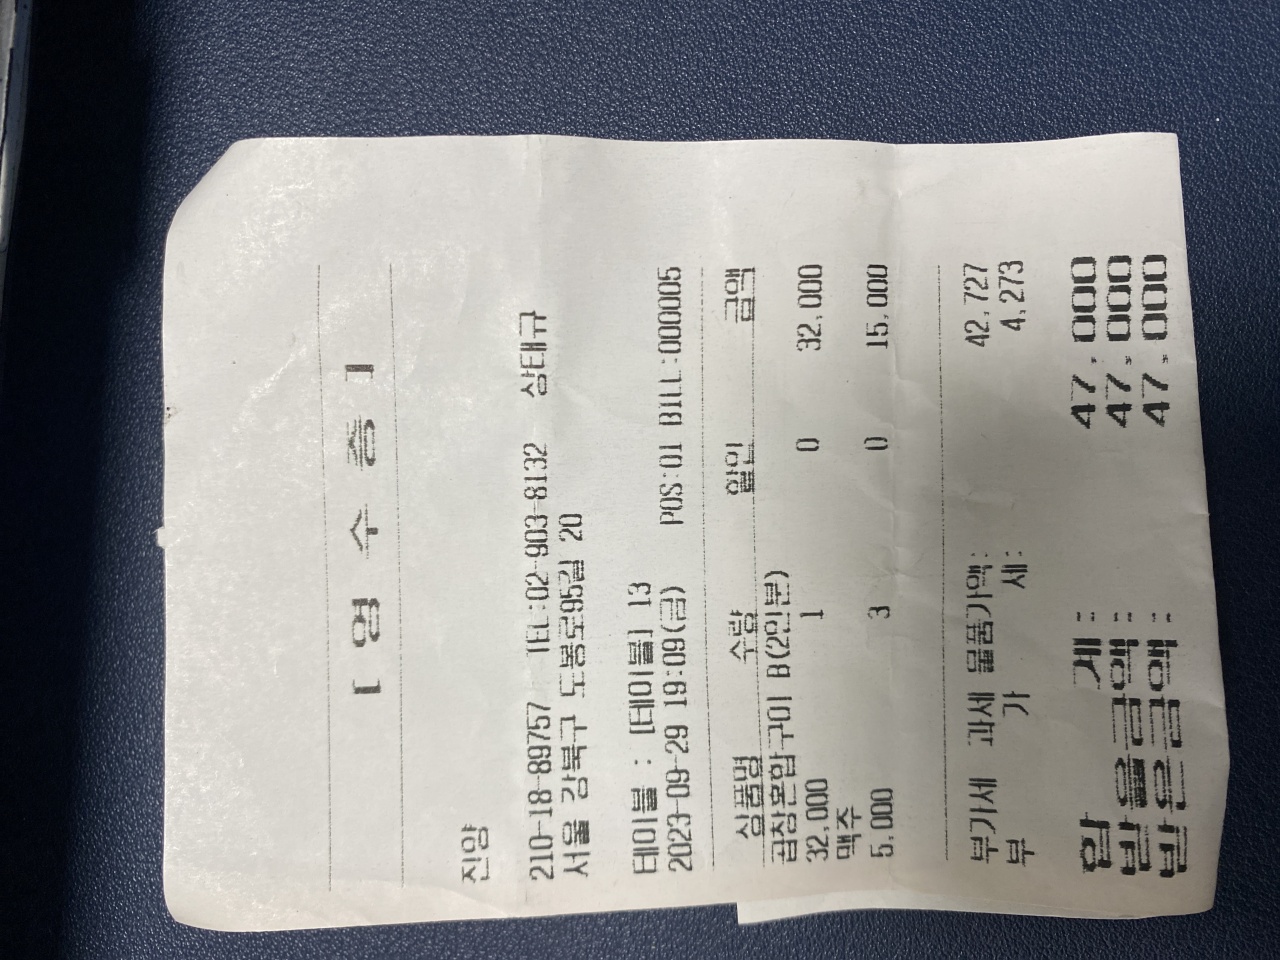 [ 영 수 증 ]
진양
210-18-89757 TEL:02-903-8132 상태규
서울 강북구 도봉로95길 20
테이블 : [테이블] 13
2023-09-29 19:09(금) POS:01 BILL:000005
상품명 수량 할인 금액
곱창혼합구이 B(2인분)
32,000 1 0 32,000
맥주
5,000 3 0 15,000
부가세 과세 물품가액: 42,727
부 가 세: 4,273
합 계: 47,000
받을금액: 47,000
받은금액: 47,000